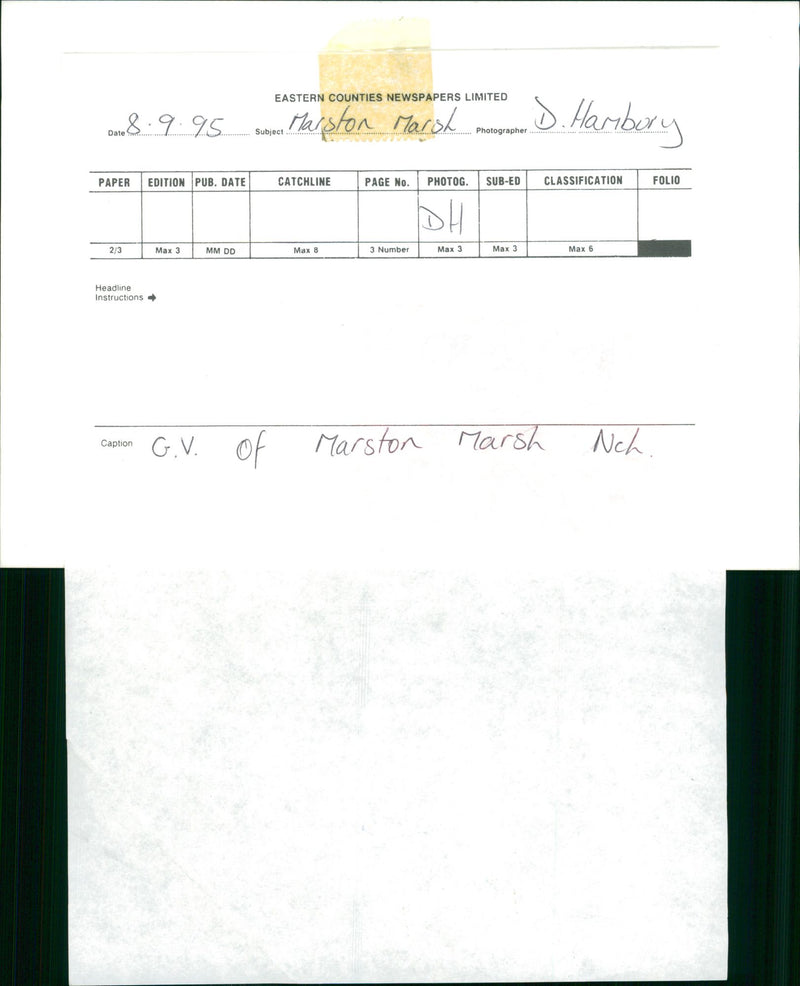 EASTERN COUNTIES NEWSPAPERS LIMITED
Date 8.9.95 Subject Marston Marsh Photographer D. Hambury
PAPER EDITION PUB. DATE CATCHLINE PAGE No. PHOTOG. SUB-ED CLASSIFICATION FOLIO
DH
2/3 Max 3 MM DD Max 8 3 Number Max 3 Max 3 Max 6
Headline
Instructions
Caption G.V. Of Marston Marsh Nch.